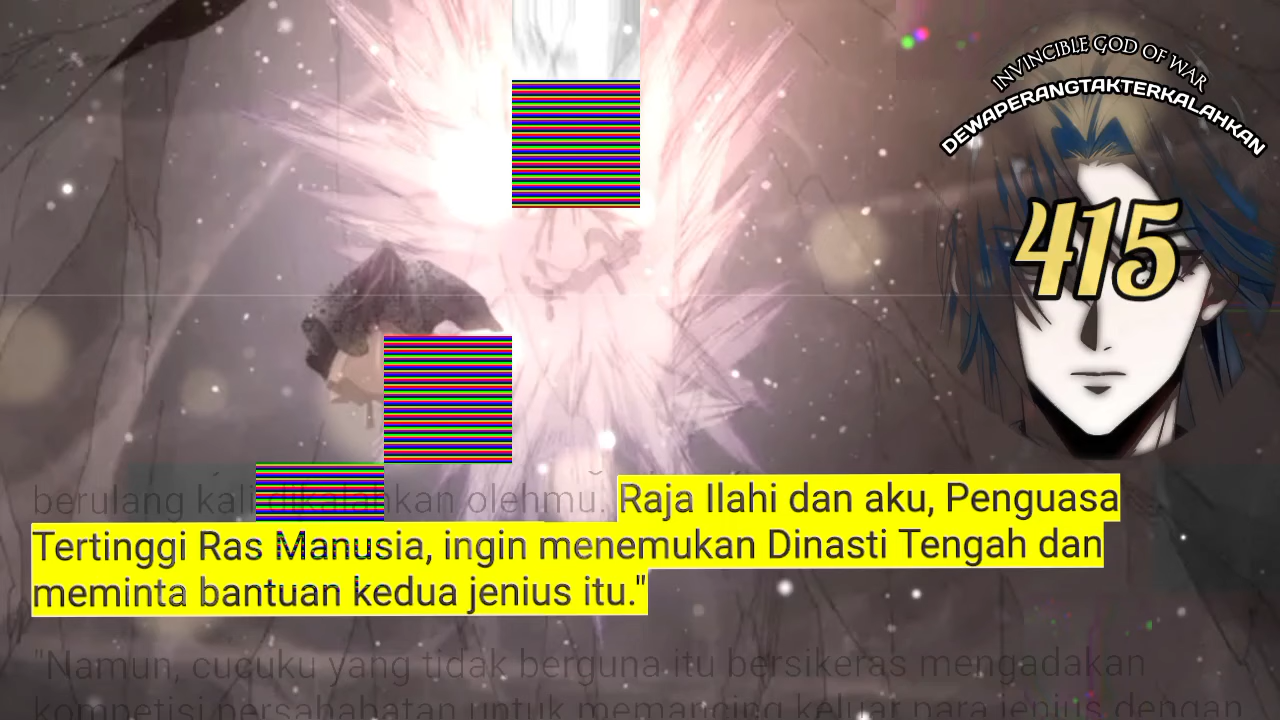 INVINCIBLE GOD OF WAR
DEWAPERANGTAKTERKALAHKAN
415
berulang kali dikalahkan olehmu. Raja Ilahi dan aku, Penguasa
Tertinggi Ras Manusia, ingin menemukan Dinasti Tengah dan
meminta bantuan kedua jenius itu."
"Namun, cucuku yang tidak berguna itu bersikeras mengadakan
kompetisi persahabatan untuk memancing keluar para jenius dengan